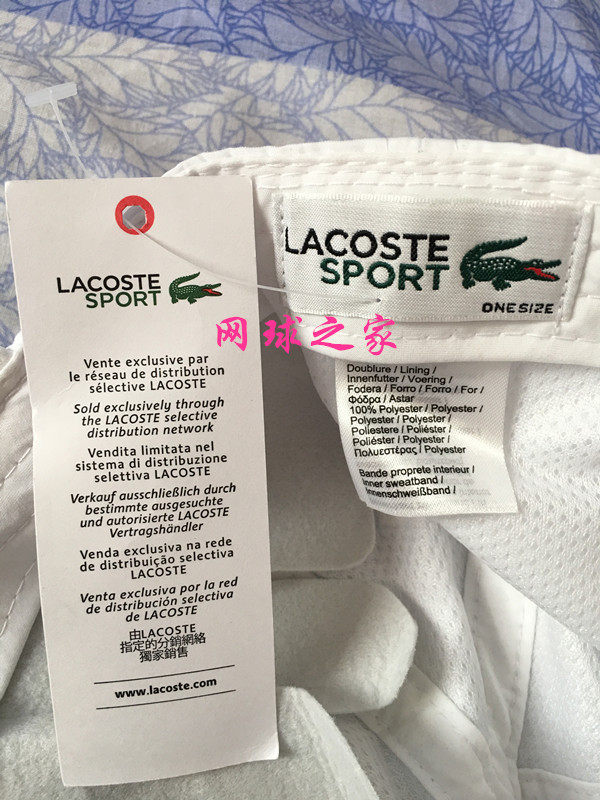 LACOSTE
SPORT
Vente exclusive par
le réseau de distribution
sélective LACOSTE
Sold exclusively through
the LACOSTE selective
distribution network
Vendita limitata nel
sistema di distribuzione
selettiva LACOSTE
Verkauf ausschließlich durch
bestimmte ausgesuchte
und autorisierte LACOSTE
Vertragshändler
Venda exclusiva na rede
de distribuição selectiva
LACOSTE
Venta exclusiva por la red
de distribución selectiva
de LACOSTE
由LACOSTE
指定的分銷網絡
獨家銷售
www.lacoste.com
LACOSTE
SPORT
ONE SIZE
网球之家
Doublure / Lining /
Innenfutter / Voering /
Fodera / Forro / Forro / For /
Φόδρα / Astar
100% Polyester / Polyester /
Polyester / Polyester /
Poliestere / Poliéster /
Poliéster / Polyester /
Πολυεστέρας / Polyester
Bande proprete interieur /
Inner sweatband /
Innenschweißband /